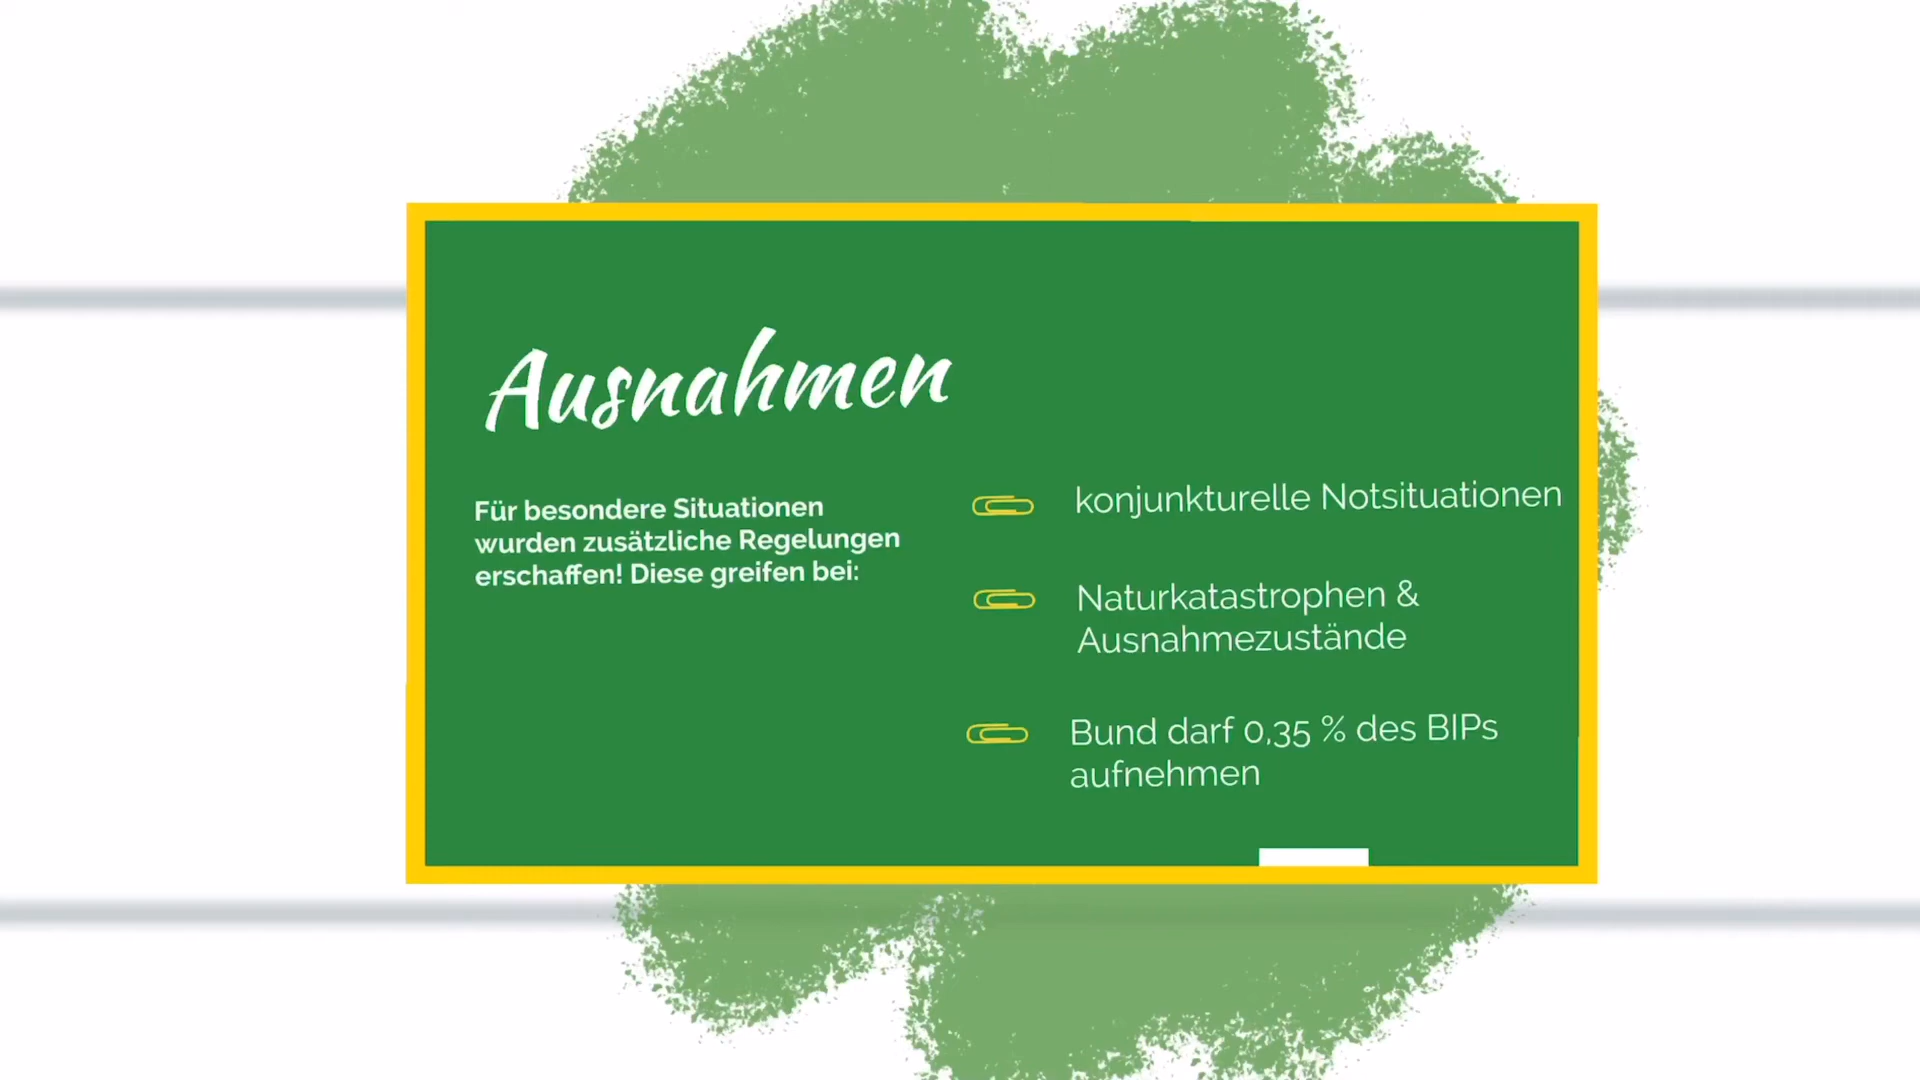 Ausnahmen
Für besondere Situationen
wurden zusätzliche Regelungen
erschaffen! Diese greifen bei:
konjunkturelle Notsituationen
Naturkatastrophen &
Ausnahmezustände
Bund darf 0,35 % des BIPs
aufnehmen